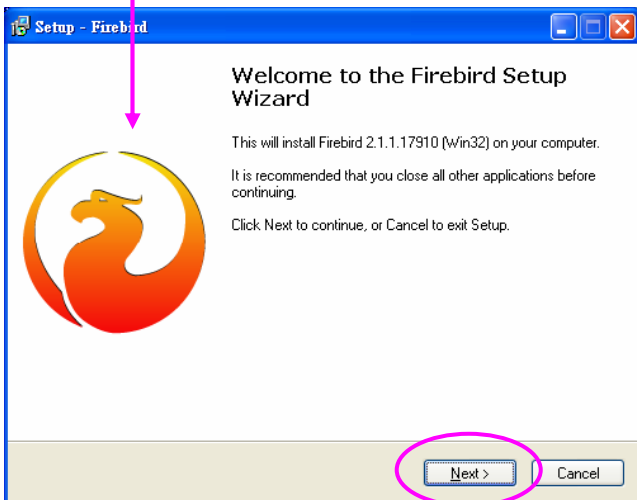 Setup - Firebird
Welcome to the Firebird Setup
Wizard
This will install Firebird 2.1.1.17910 (Win32) on your computer.
It is recommended that you close all other applications before
continuing.
Click Next to continue, or Cancel to exit Setup.
Next >
Cancel